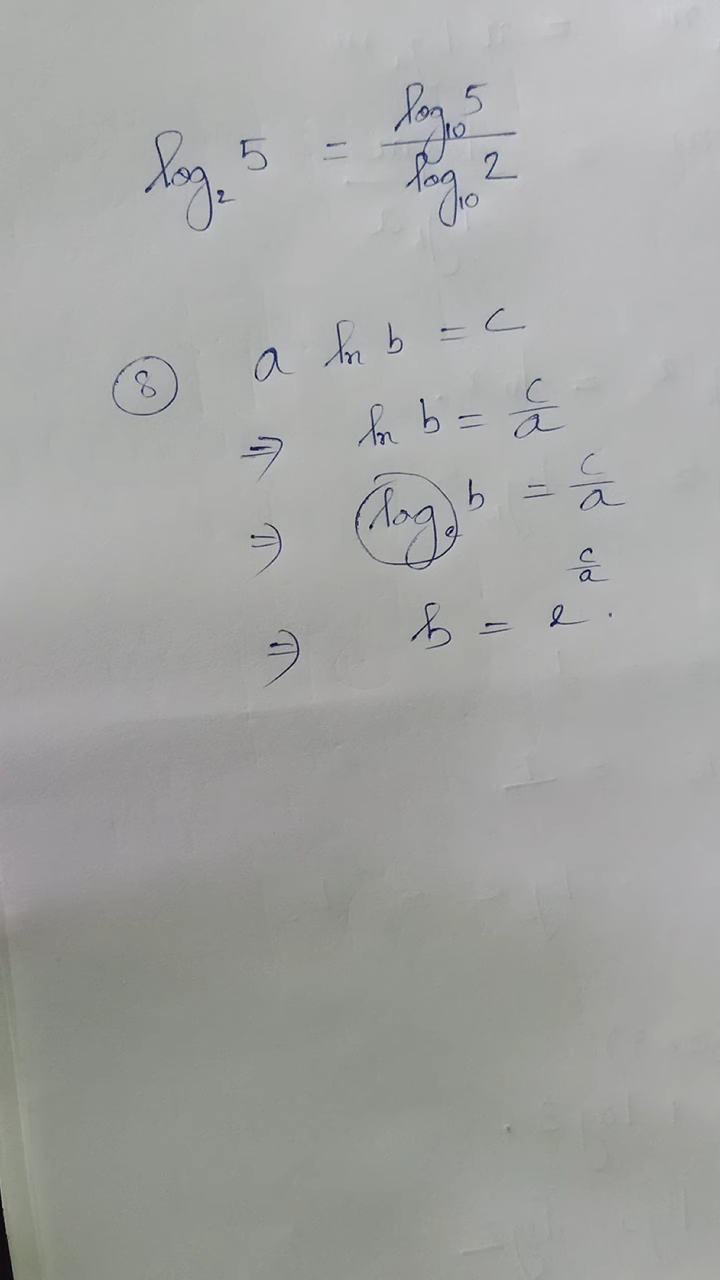 log₂ 5 = log₁₀ 5 / log₁₀ 2
⑧ a ln b = c
⇒ ln b = c/a
⇒ logₑ b = c/a
⇒ b = e^(c/a).